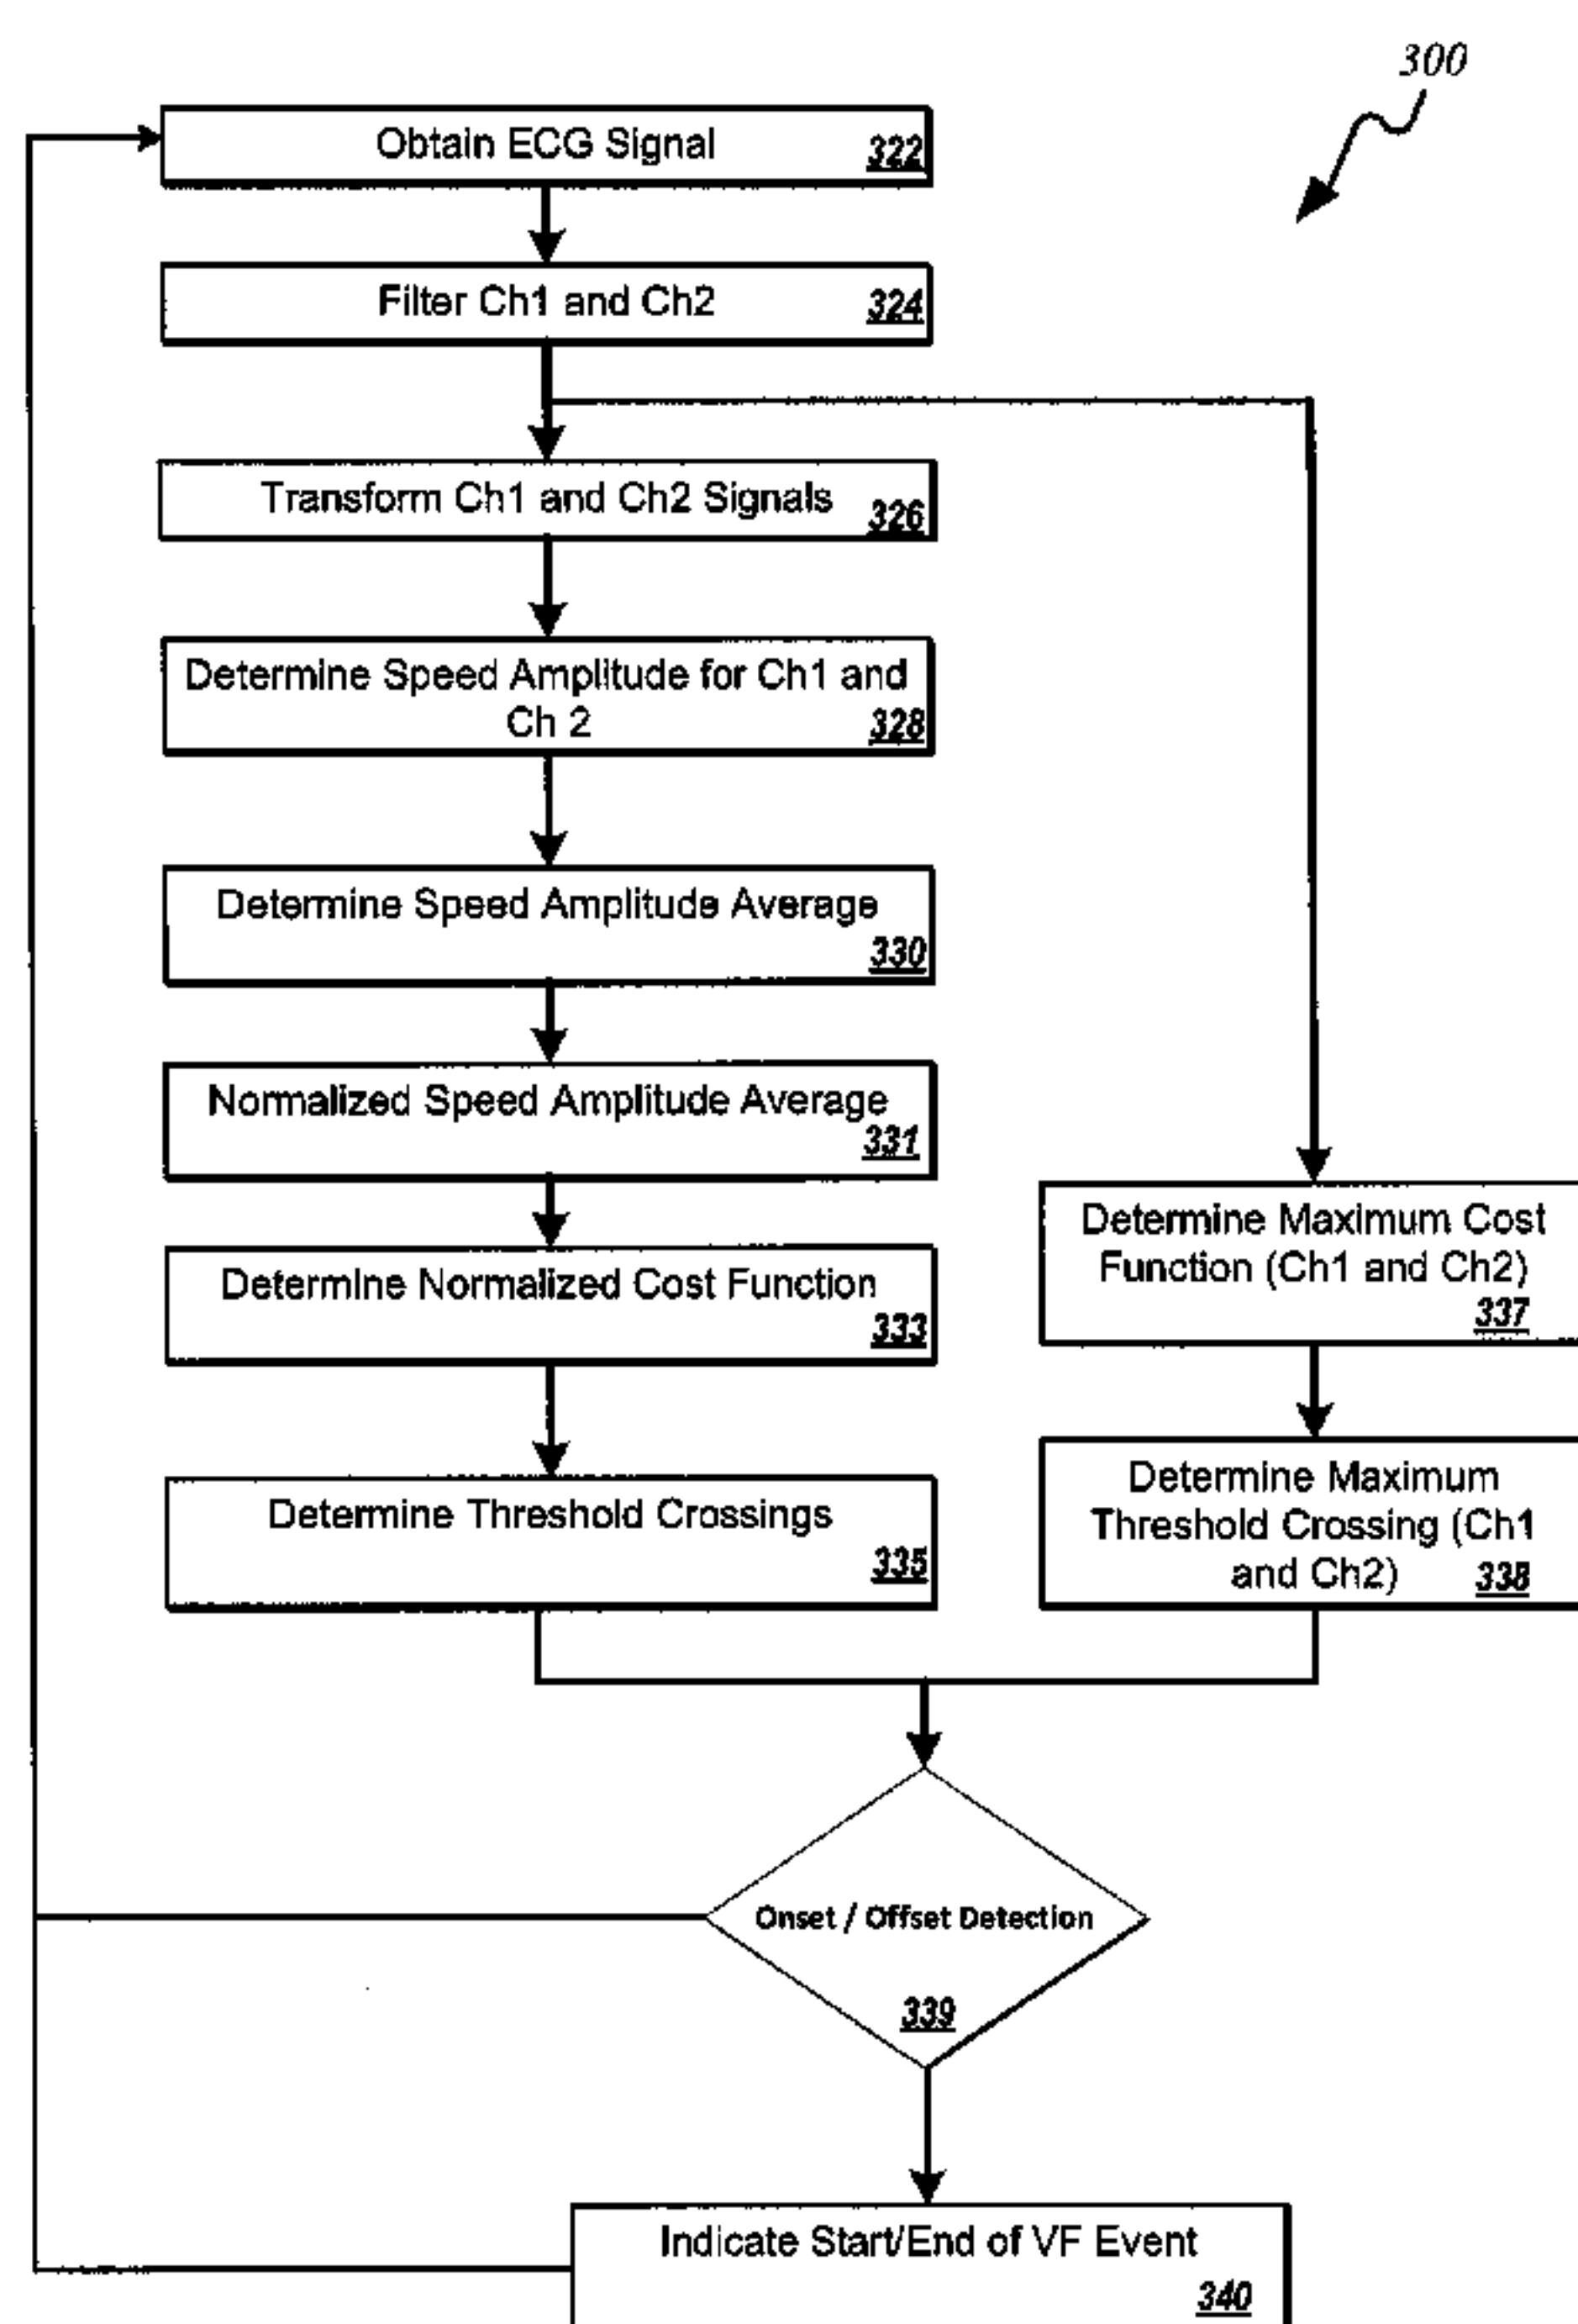 300
Obtain ECG Signal
322
Filter Ch1 and Ch2
324
Transform Ch1 and Ch2 Signals
326
Determine Speed Amplitude for Ch1 and
Ch 2
328
Determine Speed Amplitude Average
330
Normalized Speed Amplitude Average
331
Determine Normalized Cost Function
333
Determine Maximum Cost
Function (Ch1 and Ch2)
337
Determine Threshold Crossings
335
Determine Maximum
Threshold Crossing (Ch1
and Ch2)
338
Onset / Offset Detection
339
Indicate Start/End of VF Event
340